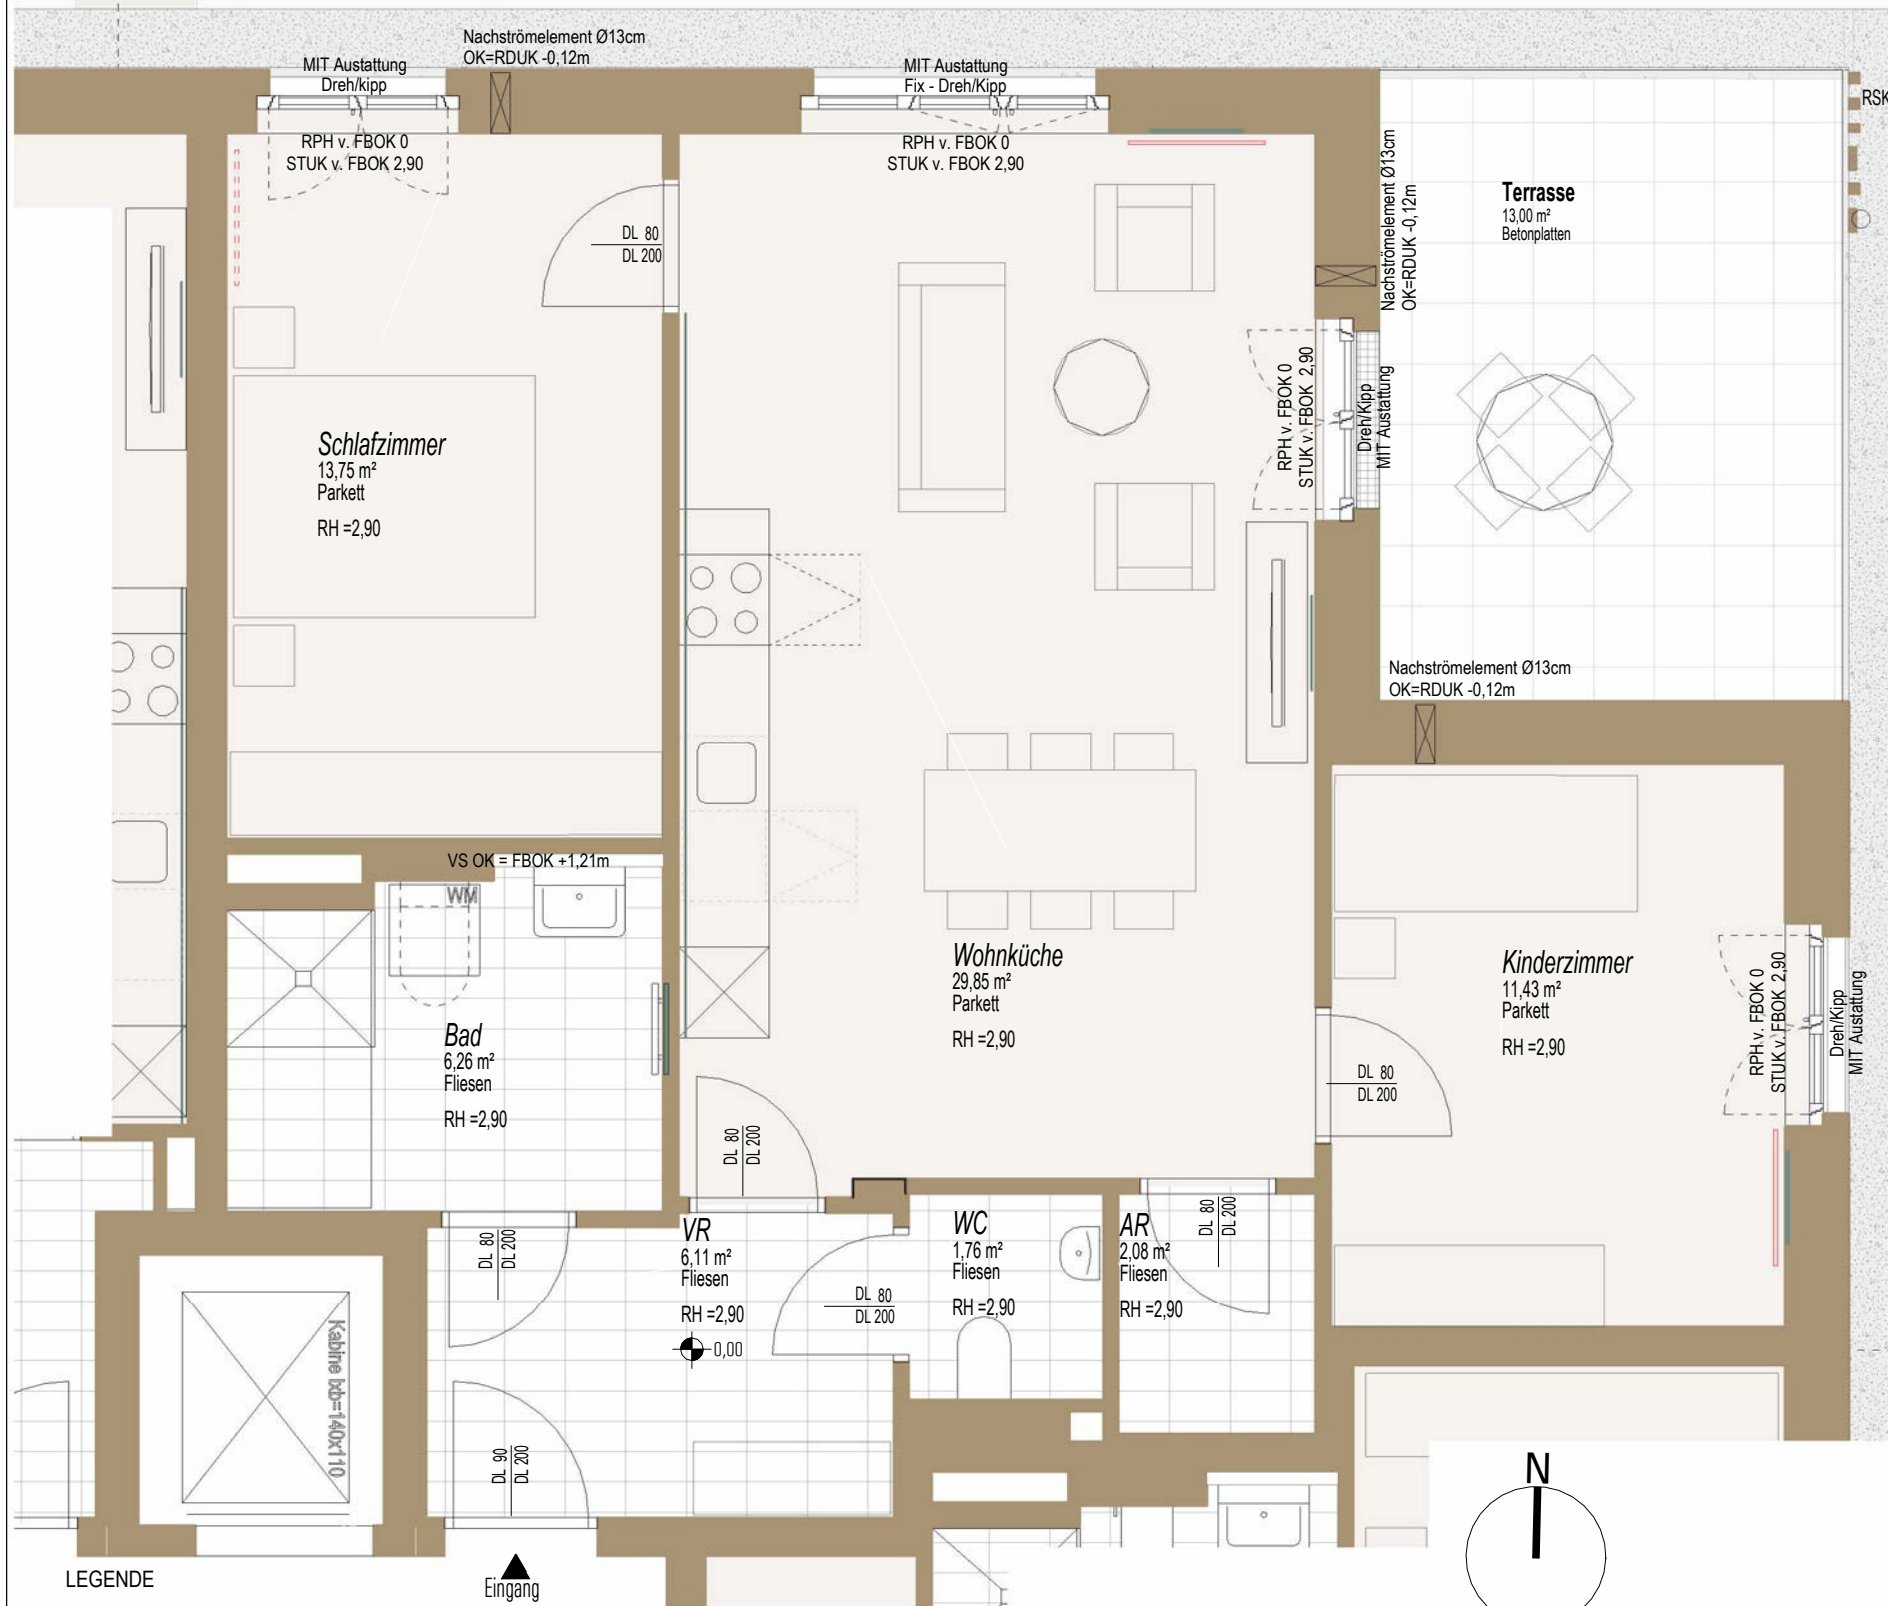 Nachströmelement Ø13cm
OK=RDUK -0,12m
MIT Austattung
Dreh/kipp
RPH v. FBOK 0
STUK v. FBOK 2,90
MIT Austattung
Fix - Dreh/Kipp
RPH v. FBOK 0
STUK v. FBOK 2,90
RSK
Nachströmelement Ø13cm
OK=RDUK -0,12m
Terrasse
13,00 m²
Betonplatten
DL 80
DL 200
RPH v. FBOK 0
STUK v. FBOK 2,90
Dreh/Kipp
MIT Austattung
Schlafzimmer
13,75 m²
Parkett
RH =2,90
Nachströmelement Ø13cm
OK=RDUK -0,12m
VS OK = FBOK +1,21m
WM
Bad
6,26 m²
Fliesen
RH =2,90
Wohnküche
29,85 m²
Parkett
RH =2,90
Kinderzimmer
11,43 m²
Parkett
RH =2,90
RPH v. FBOK 0
STUK v. FBOK 2,90
Dreh/Kipp
MIT Austattung
DL 80
DL 200
DL 80
DL 200
DL 80
DL 200
VR
6,11 m²
Fliesen
RH =2,90
0,00
DL 80
DL 200
WC
1,76 m²
Fliesen
RH =2,90
AR
2,08 m²
Fliesen
RH =2,90
DL 80
DL 200
Kabine lxb=140x110
DL 90
DL 200
N
LEGENDE
Eingang